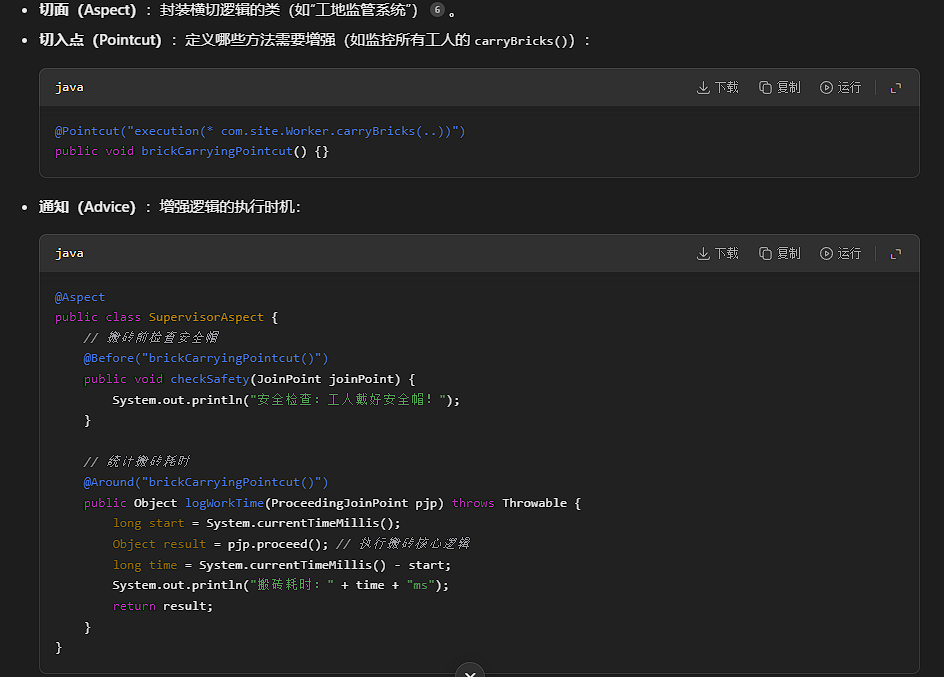 • 切面（Aspect）：封装横切逻辑的类（如“工地监管系统”） 6 。
• 切入点（Pointcut）：定义哪些方法需要增强（如监控所有工人的 carryBricks()）：
java 下载 复制 运行
@Pointcut("execution(* com.site.Worker.carryBricks(..))")
public void brickCarryingPointcut() {}
• 通知（Advice）：增强逻辑的执行时机：
java 下载 复制 运行
@Aspect
public class SupervisorAspect {
    // 搬砖前检查安全帽
    @Before("brickCarryingPointcut()")
    public void checkSafety(JoinPoint joinPoint) {
        System.out.println("安全检查：工人戴好安全帽！");
    }
    // 统计搬砖耗时
    @Around("brickCarryingPointcut()")
    public Object logWorkTime(ProceedingJoinPoint pjp) throws Throwable {
        long start = System.currentTimeMillis();
        Object result = pjp.proceed(); // 执行搬砖核心逻辑
        long time = System.currentTimeMillis() - start;
        System.out.println("搬砖耗时：" + time + "ms");
        return result;
    }
}